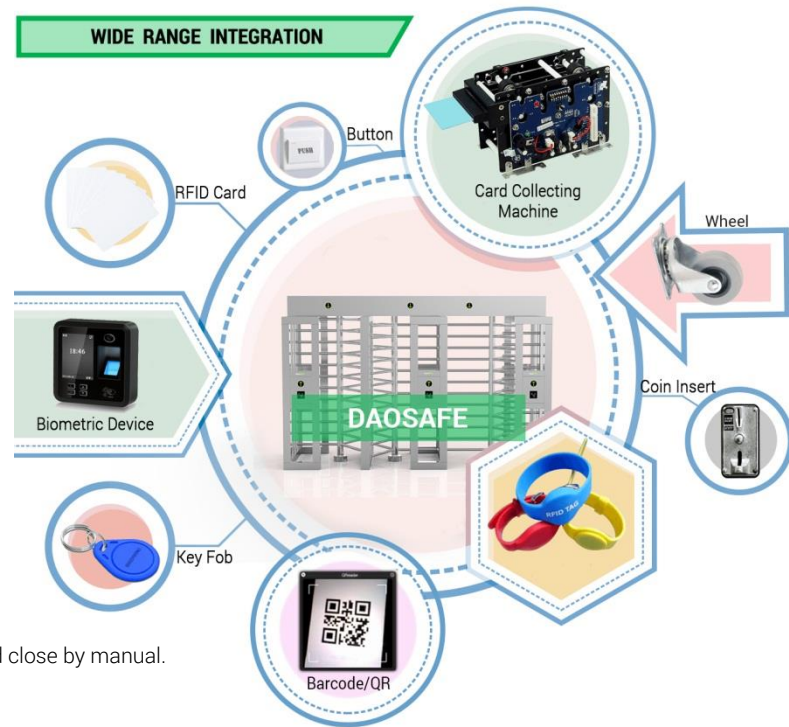 WIDE RANGE INTEGRATION
Button
PUSH
RFID Card
Card Collecting
Machine
Wheel
18:46
Biometric Device
DAOSAFE
Coin Insert
RFID TAG
Key Fob
Barcode/QR
l close by manual.